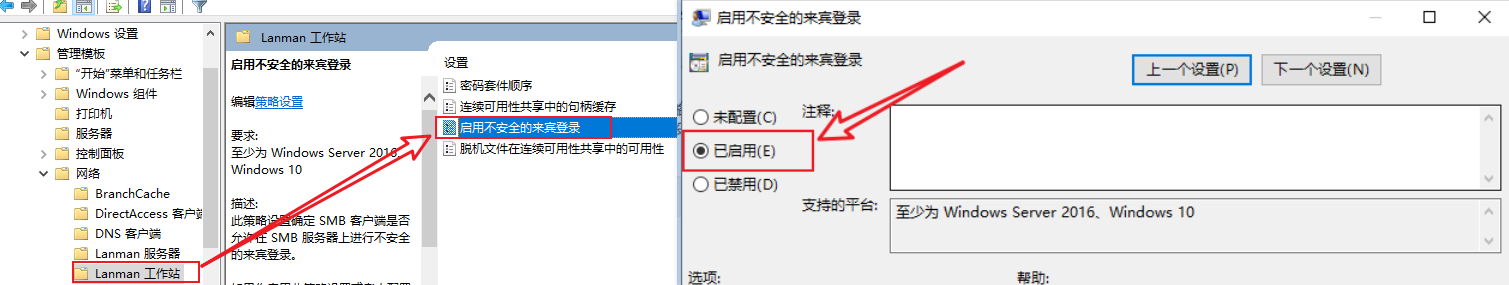 Windows 设置
管理模板
"开始"菜单和任务栏
Windows 组件
打印机
服务器
控制面板
网络
BranchCache
DirectAccess 客户端
DNS 客户端
Lanman 服务器
Lanman 工作站
Lanman 工作站
启用不安全的来宾登录
编辑策略设置
要求:
至少为 Windows Server 2016、
Windows 10
描述:
此策略设置确定 SMB 客户端是否
允许在 SMB 服务器上进行不安全
的来宾登录。
设置
密码套件顺序
连续可用性共享中的句柄缓存
启用不安全的来宾登录
脱机文件在连续可用性共享中的可用性
启用不安全的来宾登录
启用不安全的来宾登录
上一个设置(P)
下一个设置(N)
未配置(C)
注释:
已启用(E)
已禁用(D)
支持的平台:
至少为 Windows Server 2016、Windows 10
选项:
帮助: